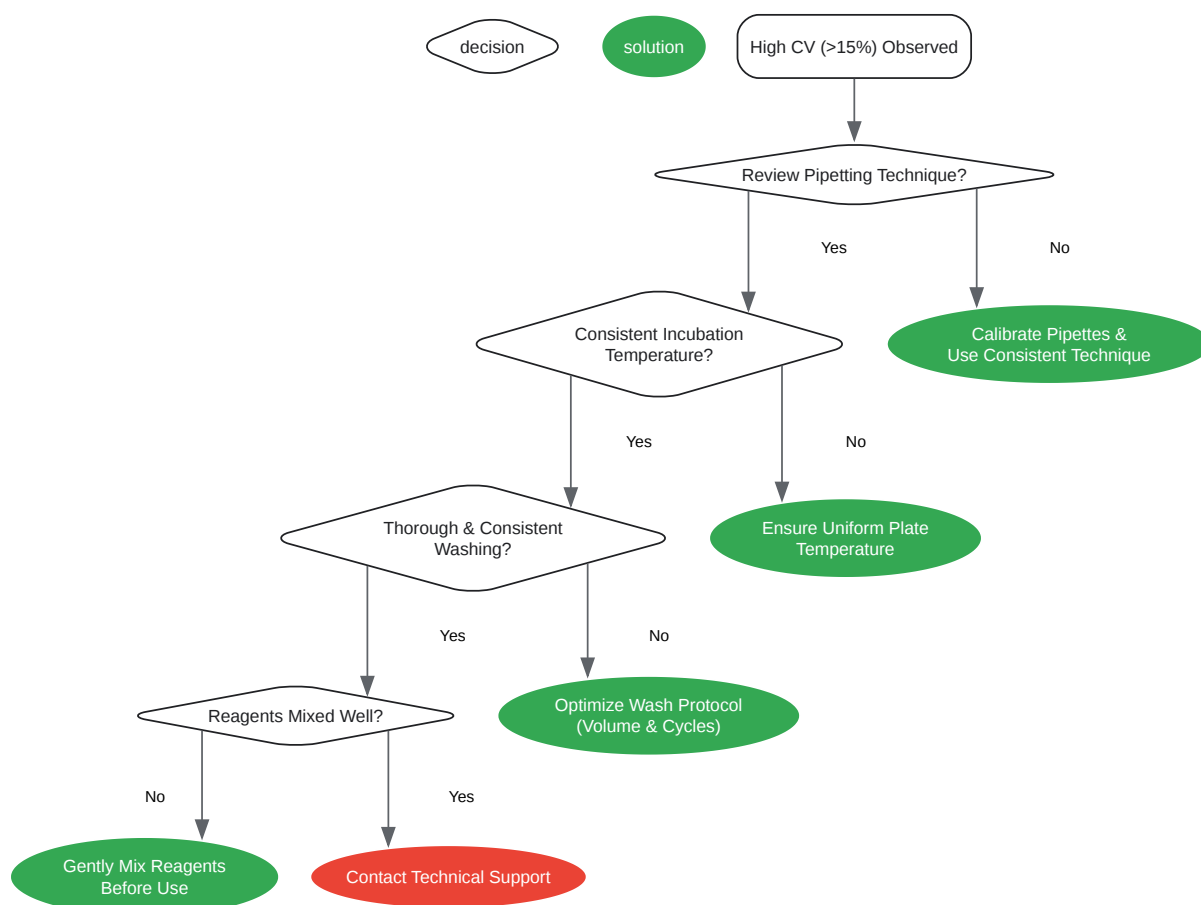 decision
solution
High CV (>15%) Observed
Review Pipetting Technique?
Yes
No
Consistent Incubation
Temperature?
Calibrate Pipettes &
Use Consistent Technique
Yes
No
Thorough & Consistent
Washing?
Ensure Uniform Plate
Temperature
Yes
No
Reagents Mixed Well?
Optimize Wash Protocol
(Volume & Cycles)
No
Yes
Gently Mix Reagents
Before Use
Contact Technical Support